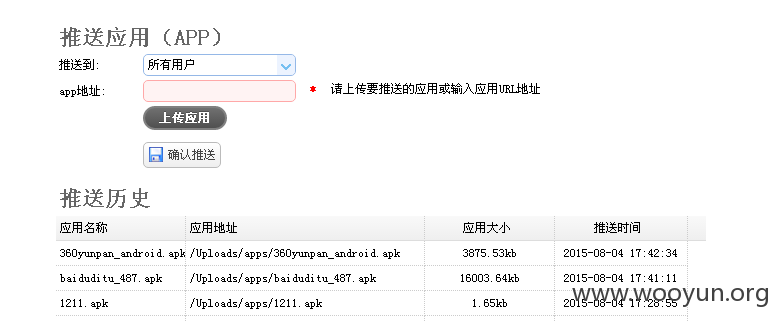 推送应用（APP）
推送到: 所有用户
app地址: * 请上传要推送的应用或输入应用URL地址
上传应用
确认推送
推送历史
应用名称 应用地址 应用大小 推送时间
360yunpan_android.apk /Uploads/apps/360yunpan_android.apk 3875.53kb 2015-08-04 17:42:34
baiduditu_487.apk /Uploads/apps/baiduditu_487.apk 16003.64kb 2015-08-04 17:41:11
1211.apk /Uploads/apps/1211.apk 1.65kb 2015-08-04 17:28:55
www.wooyun.org